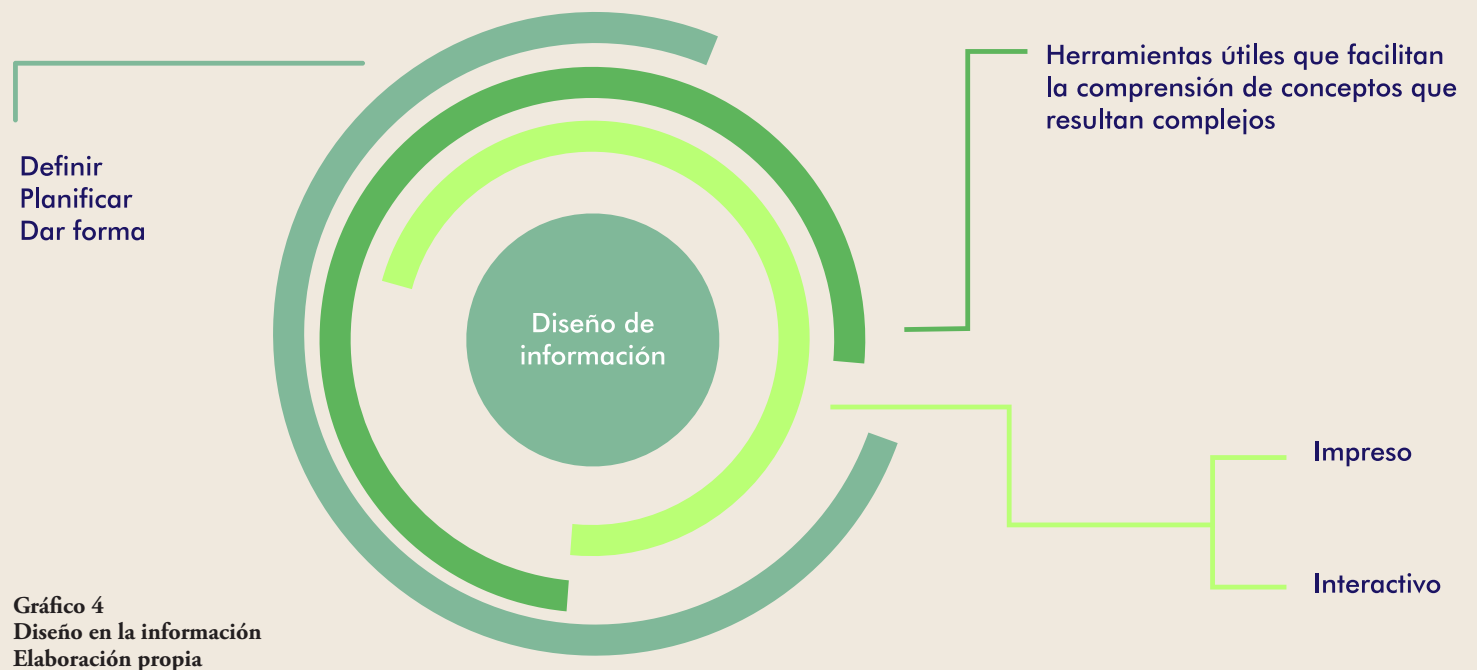 Definir
Planificar
Dar forma
Diseño de
información
Herramientas útiles que facilitan
la comprensión de conceptos que
resultan complejos
Impreso
Interactivo
Gráfico 4
Diseño en la información
Elaboración propia